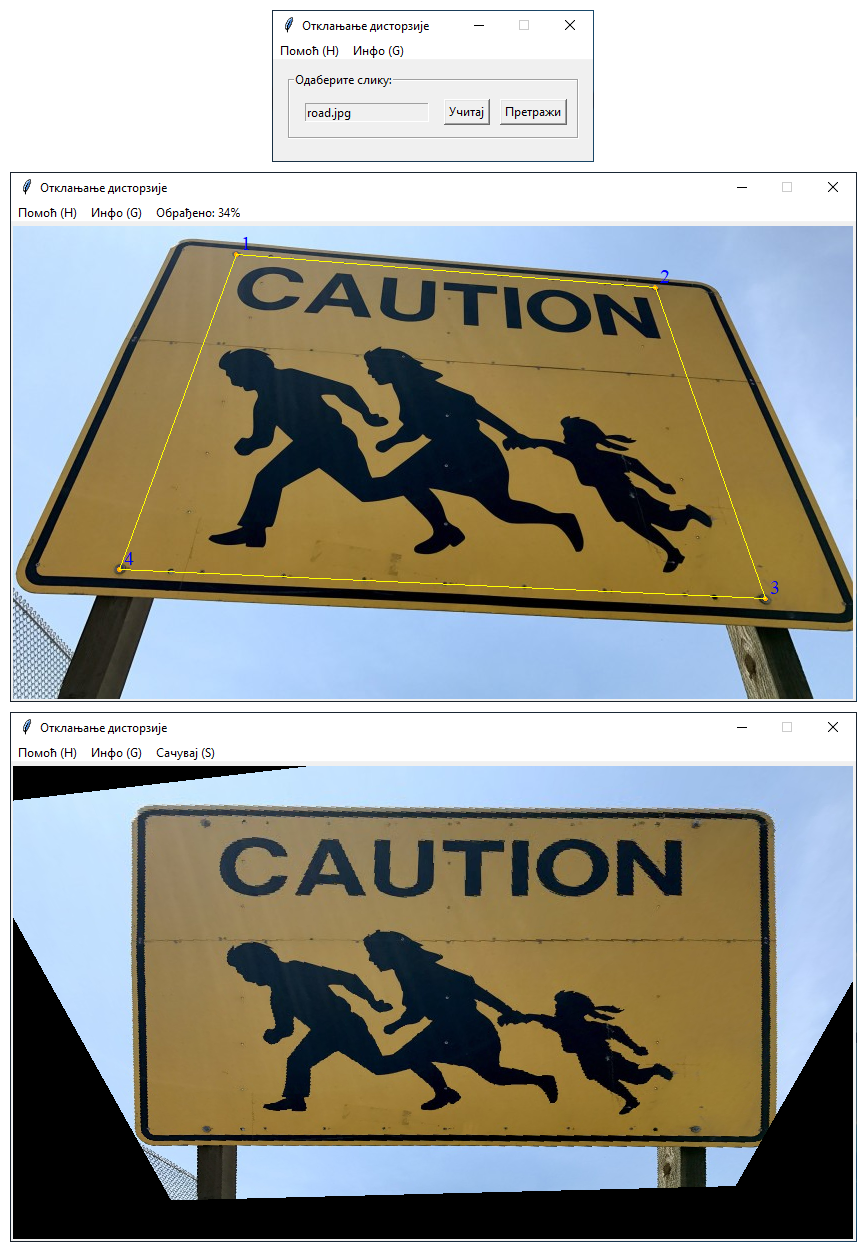 Отклањање дисторзије
Помоћ (H) Инфо (G)
Одаберите слику:
road.jpg Учитај Претражи
Отклањање дисторзије
Помоћ (H) Инфо (G) Обрађено: 34%
1
2
CAUTION
4
3
Отклањање дисторзије
Помоћ (H) Инфо (G) Сачувај (S)
CAUTION